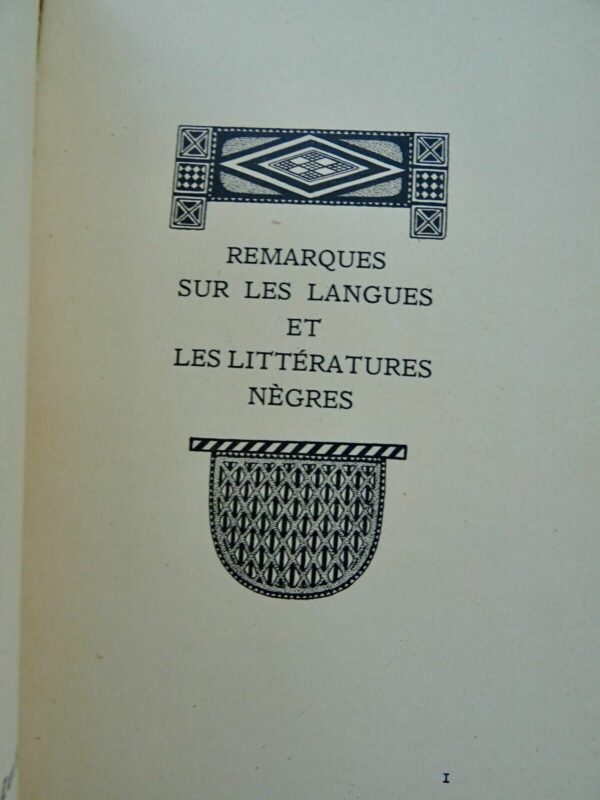 REMARQUES
SUR LES LANGUES
ET
LES LITTÉRATURES
NÈGRES
I